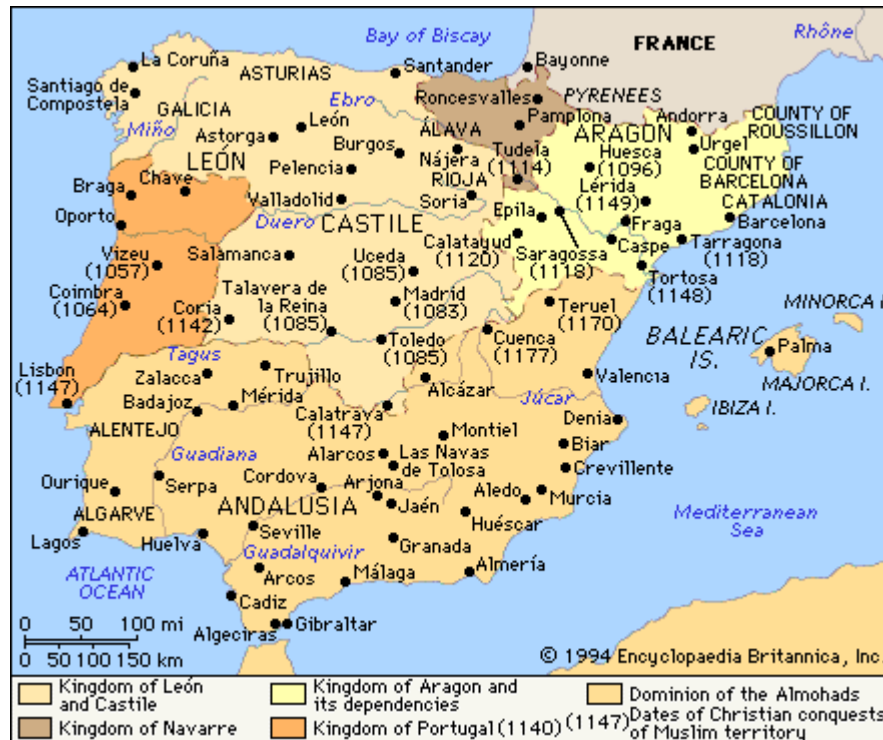 Bay of Biscay
FRANCE
Rhône
La Coruña
Santander
Bayonne
ASTURIAS
Santiago de
Compostela
Roncesvalles
PYRENEES
GALICIA
Ebro
COUNTY OF
ROUSSILLON
Miño
León
ÁLAVA
Pamplona
Andorra
Astorga
Burgos
ARAGON
Urgel
LEÓN
Pelencia
Nájera
Tudela
(1114)
Huesca
(1096)
COUNTY OF
BARCELONA
Chave
RIOJA
Braga
Valladolid
Soria
Lérida
(1149)
CATALONIA
Oporto
Duero
CASTILE
Epila
Fraga
Barcelona
Vizeu
(1057)
Salamanca
Uceda
(1085)
Calatayud
(1120)
Saragossa
(1118)
Caspe
Tarragona
(1118)
Coimbra
(1064)
Coria
(1142)
Talavera de
la Reina
(1085)
Madrid
(1083)
Teruel
(1170)
Tortosa
(1148)
MINORCA I.
Toledo
(1085)
Cuenca
(1177)
BALEARIC
IS.
Palma
Lisbon
(1147)
Tagus
Zalacca
Trujillo
Alcázar
Valencia
MAJORCA I.
Badajoz
Mérida
Calatrava
(1147)
Júcar
IBIZA I.
ALENTEJO
Montiel
Denia
Guadiana
Alarcos
Las Navas
de Tolosa
Biar
Crevillente
Ourique
Serpa
Cordova
Arjona
Aledo
Murcia
ALGARVE
ANDALUSIA
Jaén
Huéscar
Mediterranean
Sea
Lagos
Huelva
Seville
Granada
Guadalquivir
Almería
ATLANTIC
OCEAN
Arcos
Málaga
Cadiz
0 50 100 mi
Algeciras
Gibraltar
0 50 100 150 km
© 1994 Encyclopaedia Britannica, Inc
Kingdom of León
and Castile
Kingdom of Aragon and
its dependencies
Dominion of the Almohads
Kingdom of Navarre
Kingdom of Portugal (1140)
(1147) Dates of Christian conquests
of Muslim territory